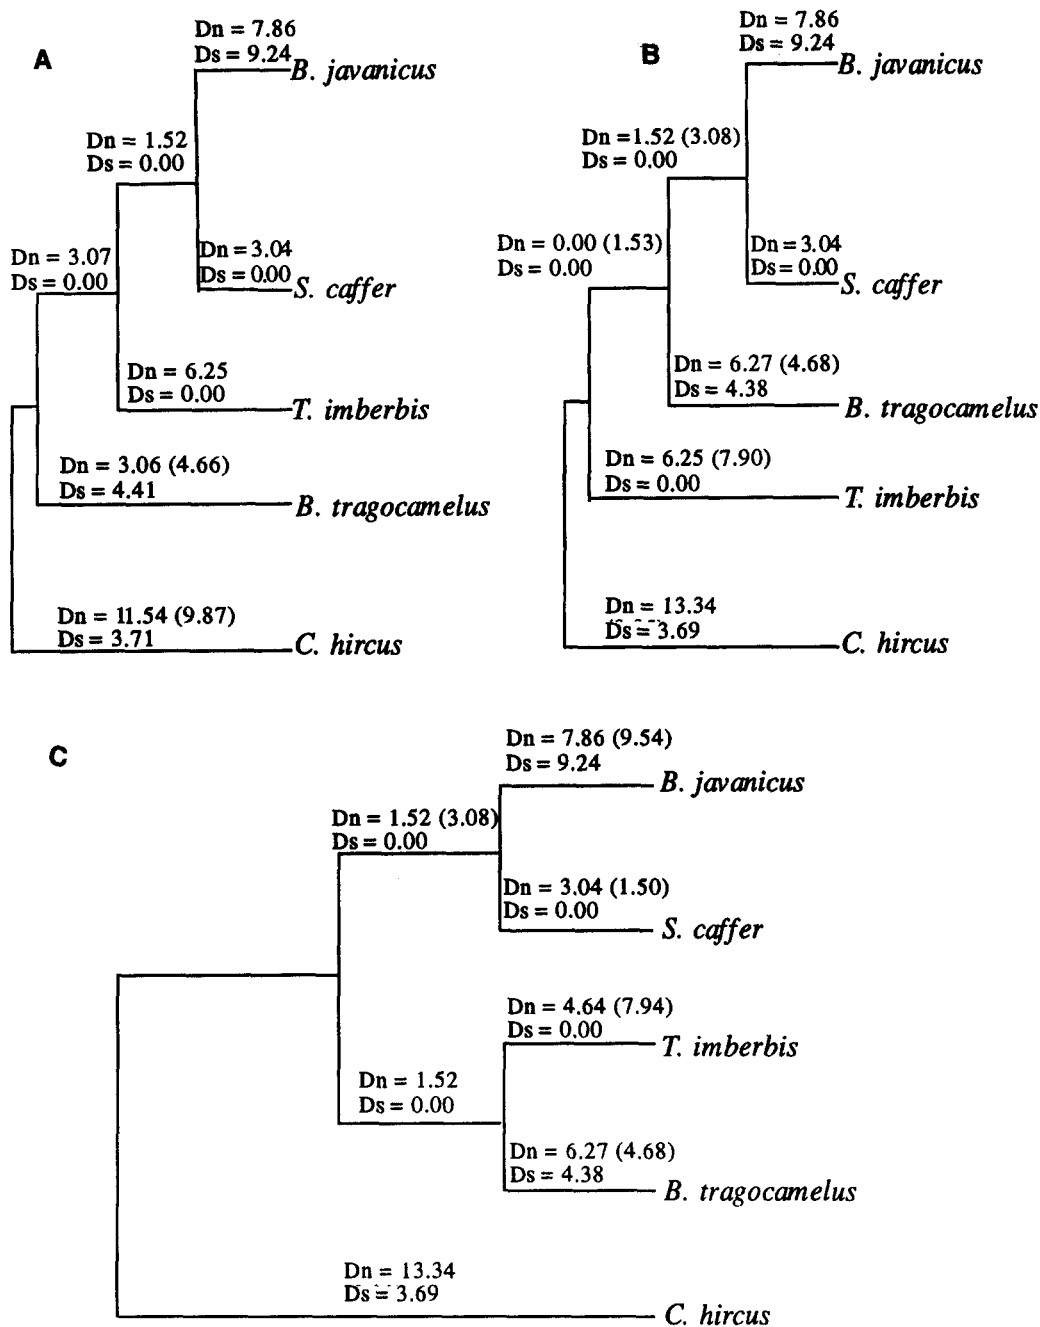 A
Dn = 7.86
Ds = 9.24
B. javanicus
Dn = 1.52
Ds = 0.00
Dn = 3.07
Ds = 0.00
Dn = 3.04
Ds = 0.00
S. caffer
Dn = 6.25
Ds = 0.00
T. imberbis
Dn = 3.06 (4.66)
Ds = 4.41
B. tragocamelus
Dn = 11.54 (9.87)
Ds = 3.71
C. hircus
B
Dn = 7.86
Ds = 9.24
B. javanicus
Dn =1.52 (3.08)
Ds = 0.00
Dn = 0.00 (1.53)
Ds = 0.00
Dn = 3.04
Ds = 0.00
S. caffer
Dn = 6.27 (4.68)
Ds = 4.38
B. tragocamelus
Dn = 6.25 (7.90)
Ds = 0.00
T. imberbis
Dn = 13.34
Ds = 3.69
C. hircus
C
Dn = 7.86 (9.54)
Ds = 9.24
B. javanicus
Dn = 1.52 (3.08)
Ds = 0.00
Dn = 3.04 (1.50)
Ds = 0.00
S. caffer
Dn = 4.64 (7.94)
Ds = 0.00
T. imberbis
Dn = 1.52
Ds = 0.00
Dn = 6.27 (4.68)
Ds = 4.38
B. tragocamelus
Dn = 13.34
Ds = 3.69
C. hircus